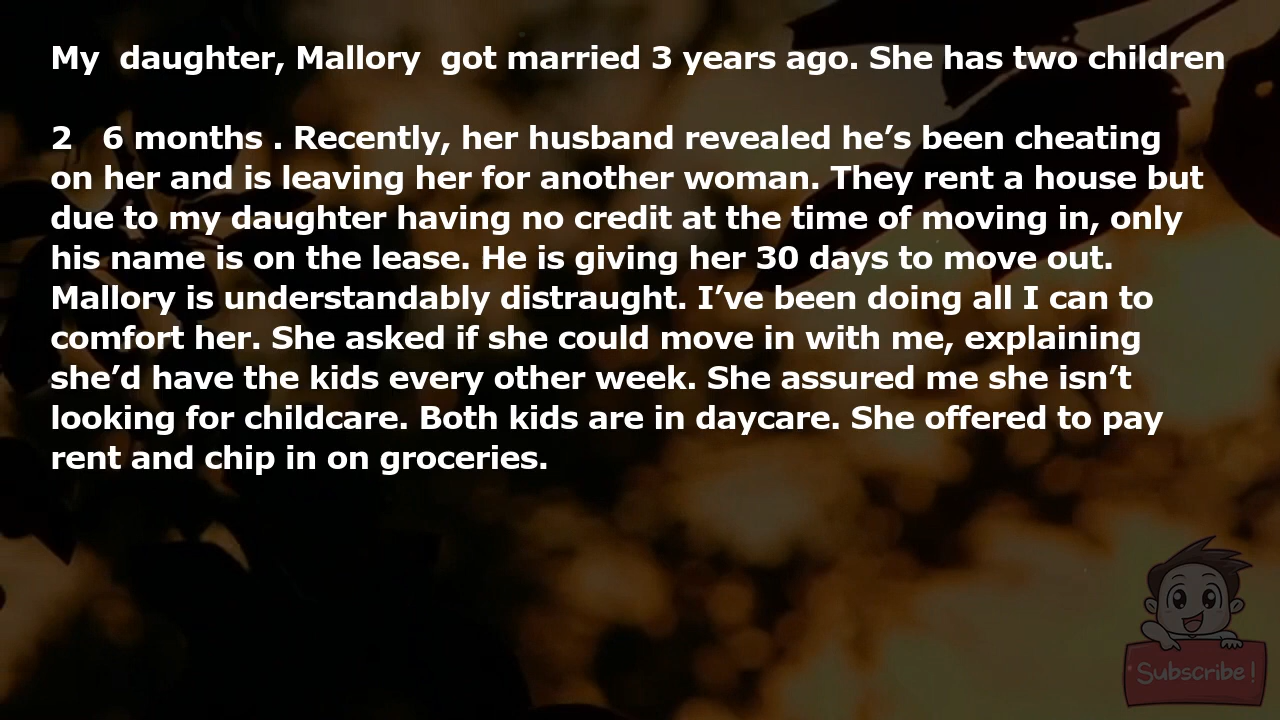 My daughter, Mallory got married 3 years ago. She has two children
2 6 months . Recently, her husband revealed he’s been cheating
on her and is leaving her for another woman. They rent a house but
due to my daughter having no credit at the time of moving in, only
his name is on the lease. He is giving her 30 days to move out.
Mallory is understandably distraught. I’ve been doing all I can to
comfort her. She asked if she could move in with me, explaining
she’d have the kids every other week. She assured me she isn’t
looking for childcare. Both kids are in daycare. She offered to pay
rent and chip in on groceries.
Subscribe!